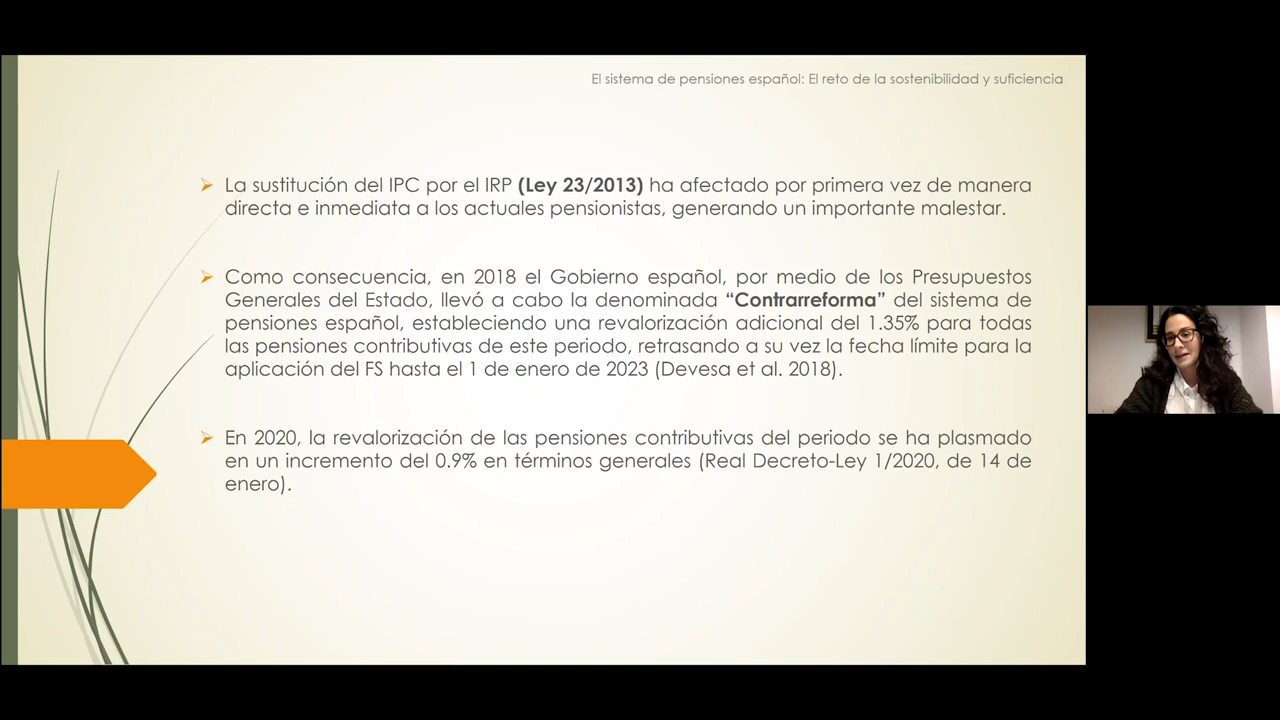 El sistema de pensiones español: El reto de la sostenibilidad y suficiencia
La sustitución del IPC por el IRP (Ley 23/2013) ha afectado por primera vez de manera
directa e inmediata a los actuales pensionistas, generando un importante malestar.
Como consecuencia, en 2018 el Gobierno español, por medio de los Presupuestos
Generales del Estado, llevó a cabo la denominada “Contrarreforma” del sistema de
pensiones español, estableciendo una revalorización adicional del 1.35% para todas
las pensiones contributivas de este periodo, retrasando a su vez la fecha límite para la
aplicación del FS hasta el 1 de enero de 2023 (Devesa et al. 2018).
En 2020, la revalorización de las pensiones contributivas del periodo se ha plasmado
en un incremento del 0.9% en términos generales (Real Decreto-Ley 1/2020, de 14 de
enero).